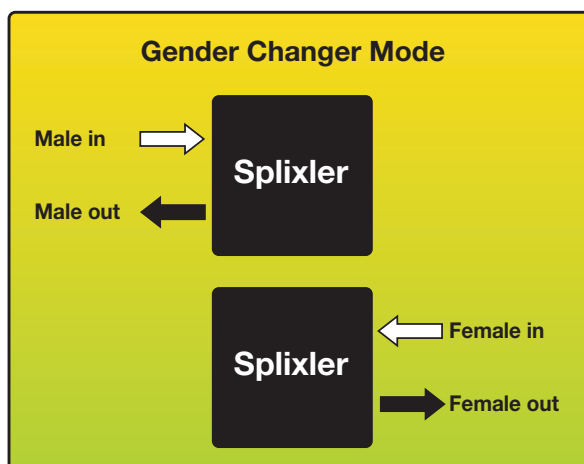 Gender Changer Mode
Male in
Splixler
Male out
Female in
Splixler
Female out